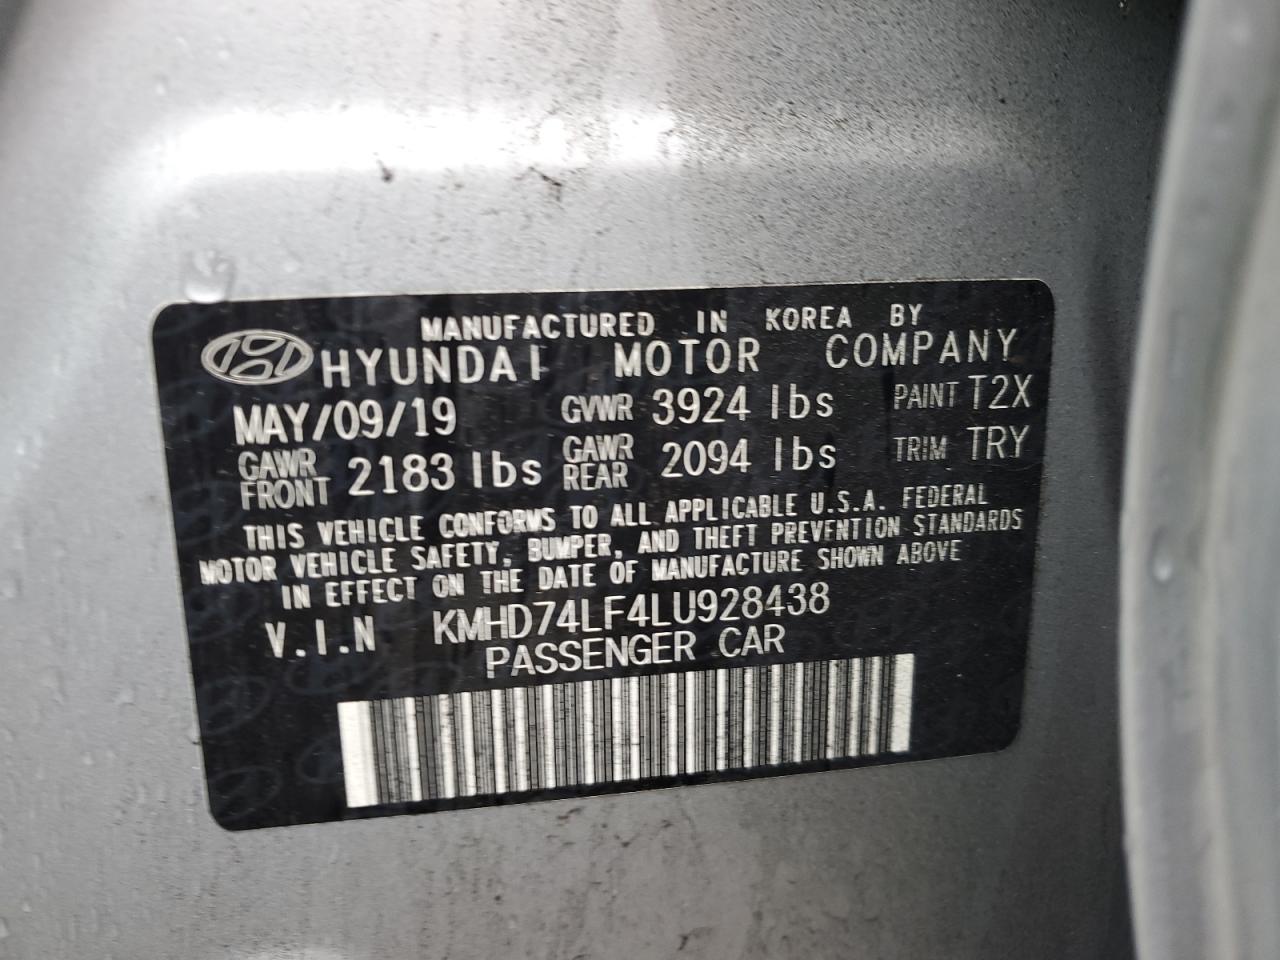 MANUFACTURED IN KOREA BY
HYUNDAI MOTOR COMPANY
MAY/09/19 GVWR 3924 lbs PAINT T2X
GAWR FRONT 2183 lbs GAWR REAR 2094 lbs TRIM TRY
THIS VEHICLE CONFORMS TO ALL APPLICABLE U.S.A. FEDERAL
MOTOR VEHICLE SAFETY, BUMPER, AND THEFT PREVENTION STANDARDS
IN EFFECT ON THE DATE OF MANUFACTURE SHOWN ABOVE
V.I.N KMHD74LF4LU928438
PASSENGER CAR